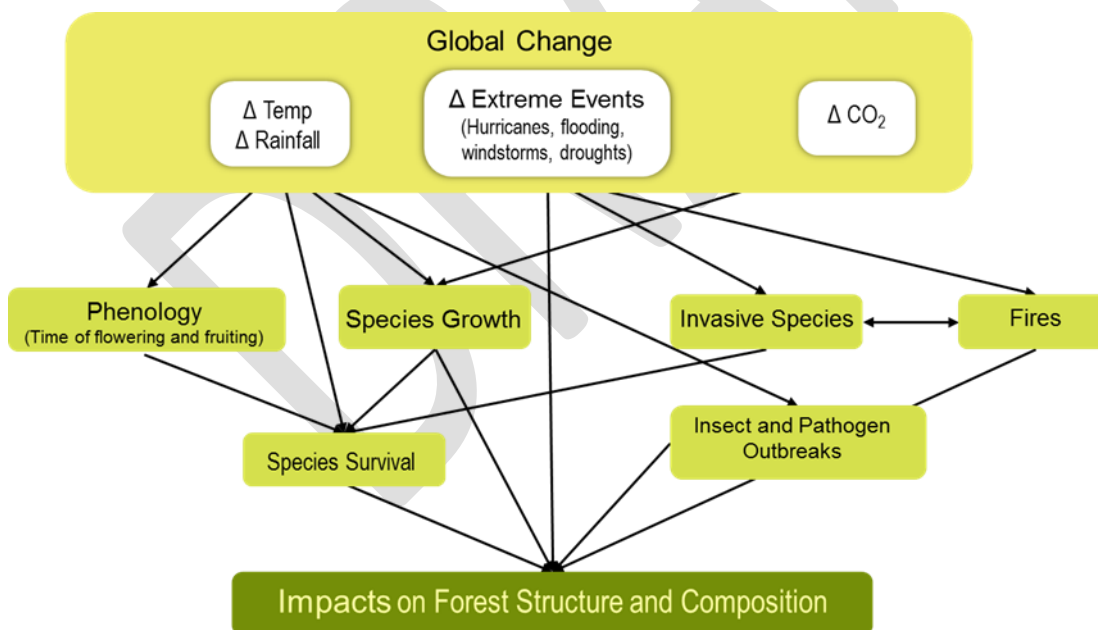 Global Change
Δ Temp
Δ Rainfall
Δ Extreme Events
(Hurricanes, flooding,
windstorms, droughts)
Δ CO₂
Phenology
(Time of flowering and fruiting)
Species Growth
Invasive Species
Fires
Species Survival
Insect and Pathogen
Outbreaks
Impacts on Forest Structure and Composition